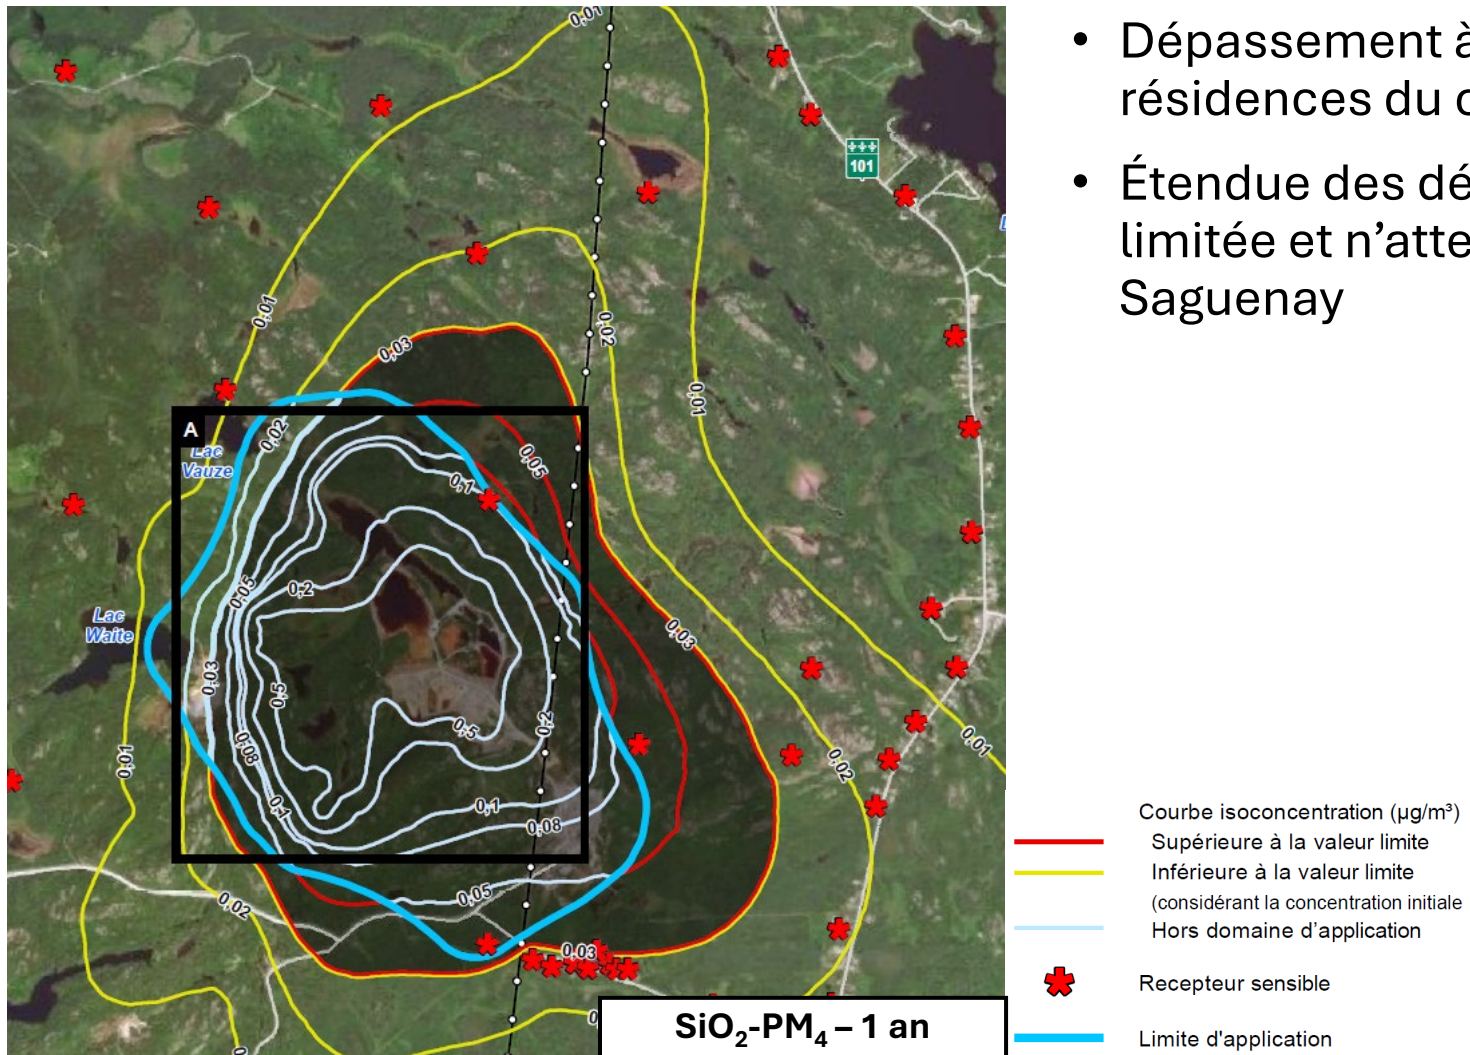 • Dépassement à
résidences du c
• Étendue des dé
limitée et n’atte
Saguenay
0,01
101
0,01
0,02
0,03
0,01
A
0,02
Lac
Vauze
0,05
0,1
0,05
0,2
Lac
Waite
0,03
0,03
0,5
0,5
0,2
0,08
0,01
0,02
0,01
0,1
0,1
0,08
0,05
0,02
0,03
SiO₂-PM₄ – 1 an
Courbe isoconcentration (µg/m³)
Supérieure à la valeur limite
Inférieure à la valeur limite
(considérant la concentration initiale
Hors domaine d’application
Recepteur sensible
Limite d'application